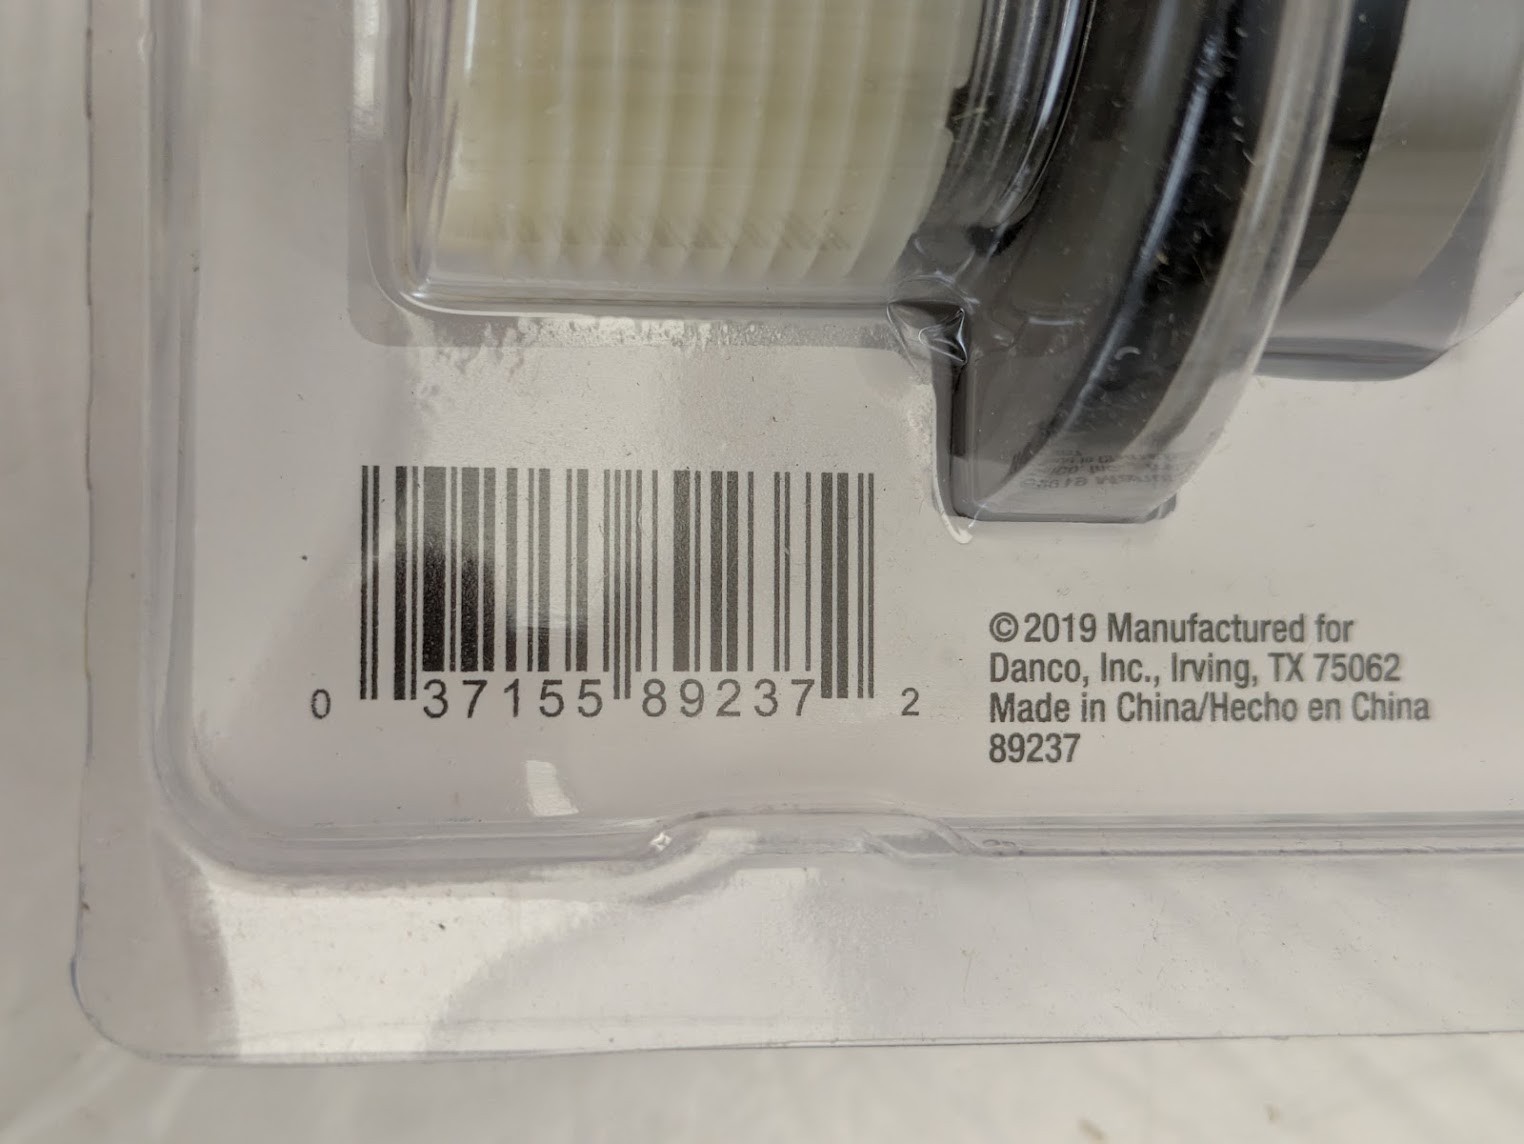 0 37155 89237 2
©2019 Manufactured for
Danco, Inc., Irving, TX 75062
Made in China/Hecho en China
89237